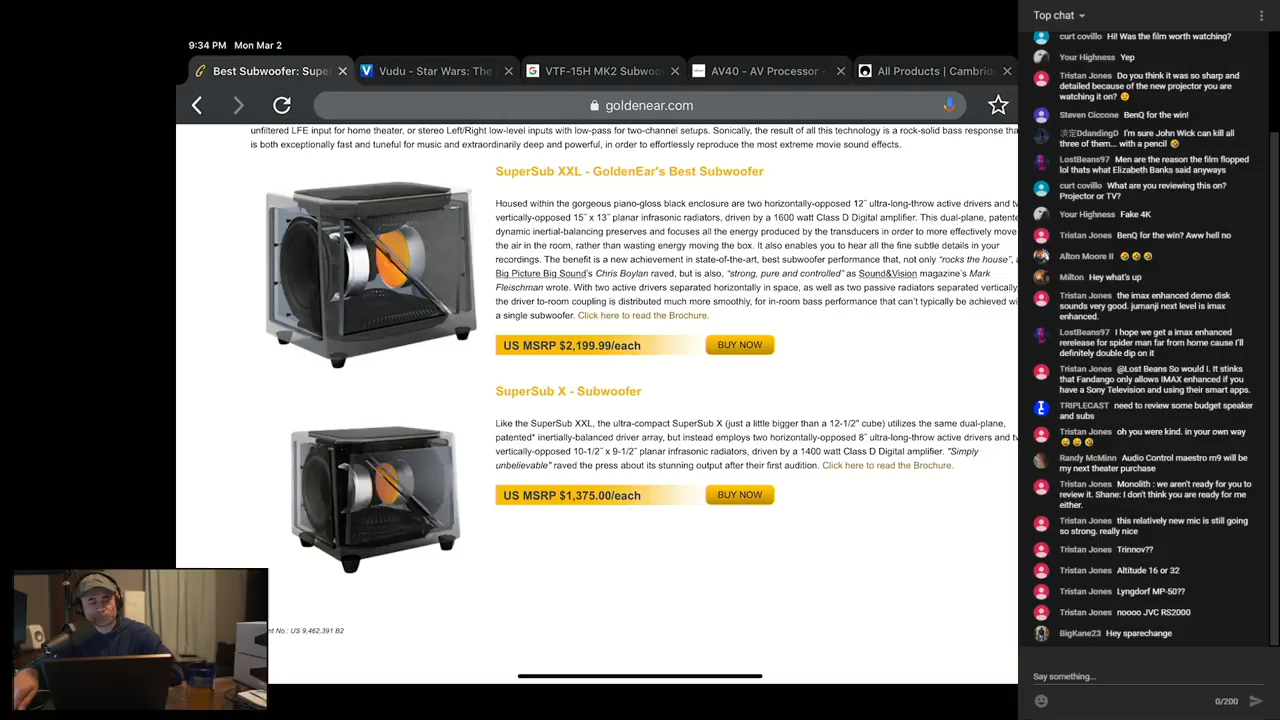 9:34 PM Mon Mar 2
Best Subwoofer: Supe
Vudu - Star Wars: The
VTF-15H MK2 Subwoo
AV40 - AV Processor -
All Products | Cambrid
goldenear.com
unfiltered LFE input for home theater, or stereo Left/Right low-level inputs with low-pass for two-channel setups. Sonically, the result of all this technology is a rock-solid bass response tha
is both exceptionally fast and tuneful for music and extraordinarily deep and powerful, in order to effortlessly reproduce the most extreme movie sound effects.
SuperSub XXL - GoldenEar's Best Subwoofer
Housed within the gorgeous piano-gloss black enclosure are two horizontally-opposed 12″ ultra-long-throw active drivers and tw
vertically-opposed 15″ x 13″ planar infrasonic radiators, driven by a 1600 watt Class D Digital amplifier. This dual-plane, patente
dynamic inertial-balancing preserves and focuses all the energy produced by the transducers in order to more effectively move
the air in the room, rather than wasting energy moving the box. It also enables you to hear all the fine subtle details in your
recordings. The benefit is a new achievement in state-of-the-art, best subwoofer performance that, not only "rocks the house", a
Big Picture Big Sound's Chris Boylan raved, but is also, "strong, pure and controlled" as Sound&Vision magazine's Mark
Fleischman wrote. With two active drivers separated horizontally in space, as well as two passive radiators separated vertically,
the driver to-room coupling is distributed much more smoothly, for in-room bass performance that can't typically be achieved wi
a single subwoofer. Click here to read the Brochure.
US MSRP $2,199.99/each
BUY NOW
SuperSub X - Subwoofer
Like the SuperSub XXL, the ultra-compact SuperSub X (just a little bigger than a 12-1/2" cube) utilizes the same dual-plane,
patented* inertially-balanced driver array, but instead employs two horizontally-opposed 8″ ultra-long-throw active drivers and tw
vertically-opposed 10-1/2″ x 9-1/2″ planar infrasonic radiators, driven by a 1400 watt Class D Digital amplifier. "Simply
unbelievable" raved the press about its stunning output after their first audition. Click here to read the Brochure.
US MSRP $1,375.00/each
BUY NOW
nt No.: US 9,462,391 B2
Top chat
curt covillo Hi! Was the film worth watching?
Your Highness Yep
Tristan Jones Do you think it was so sharp and
detailed because of the new projector you are
watching it on? 😉
Steven Ciccone BenQ for the win!
DdandingD I'm sure John Wick can kill all
three of them... with a pencil 🤣
LostBeans97 Men are the reason the film flopped
lol thats what Elizabeth Banks said anyways
curt covillo What are you reviewing this on?
Projector or TV?
Your Highness Fake 4K
Tristan Jones BenQ for the win? Aww hell no
Alton Moore II 🤣 🤣 🤣
Milton Hey what's up
Tristan Jones the imax enhanced demo disk
sounds very good. jumanji next level is imax
enhanced.
LostBeans97 I hope we get a imax enhanced
rerelease for spider man far from home cause I'll
definitely double dip on it
Tristan Jones @Lost Beans So would I. It stinks
that Fandango only allows IMAX enhanced if you
have a Sony Television and using their smart apps.
TRIPLECAST need to review some budget speaker
and subs
Tristan Jones oh you were kind. in your own way
😄😄🤣
Randy McMinn Audio Control maestro m9 will be
my next theater purchase
Tristan Jones Monolith : we aren't ready for you to
review it. Shane: I don't think you are ready for me
either.
Tristan Jones this relatively new mic is still going
so strong. really nice
Tristan Jones Trinnov??
Tristan Jones Altitude 16 or 32
Tristan Jones Lyngdorf MP-50??
Tristan Jones noooo JVC RS2000
BigKane23 Hey sparechange
Say something...
0/200